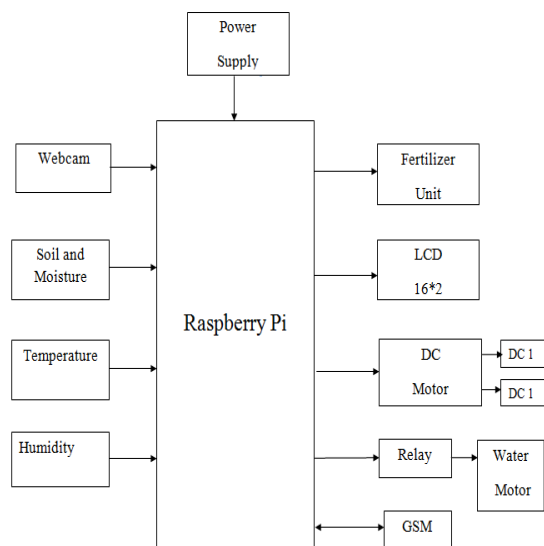 Power
Supply
Webcam
Soil and
Moisture
Temperature
Humidity
Raspberry Pi
Fertilizer
Unit
LCD
16*2
DC
Motor
DC 1
DC 1
Relay
Water
Motor
GSM